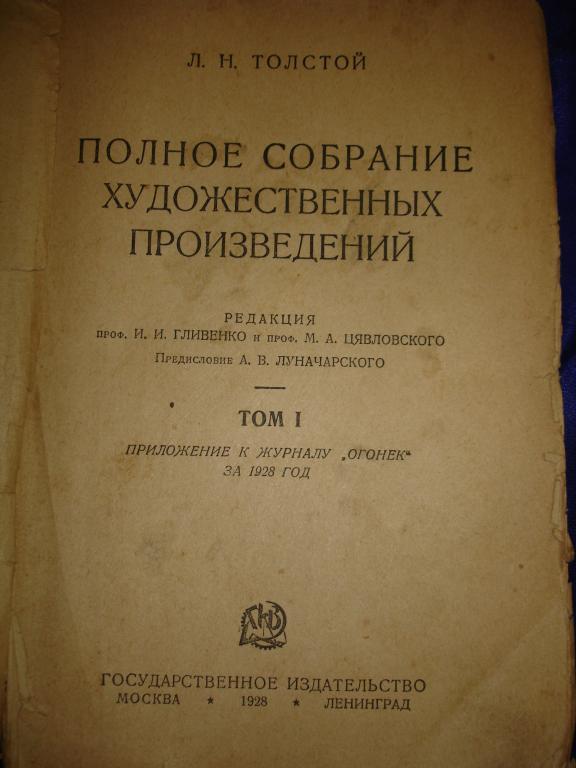 Л. Н. ТОЛСТОЙ
ПОЛНОЕ СОБРАНИЕ
ХУДОЖЕСТВЕННЫХ
ПРОИЗВЕДЕНИЙ
РЕДАКЦИЯ
ПРОФ. И. И. ГЛИВЕНКО И ПРОФ. М. А. ЦЯВЛОВСКОГО
Предисловие А. В. ЛУНАЧАРСКОГО
ТОМ I
ПРИЛОЖЕНИЕ К ЖУРНАЛУ „ОГОНЕК“
ЗА 1928 ГОД
ГОСУДАРСТВЕННОЕ ИЗДАТЕЛЬСТВО
МОСКВА ★ 1928 ★ ЛЕНИНГРАД